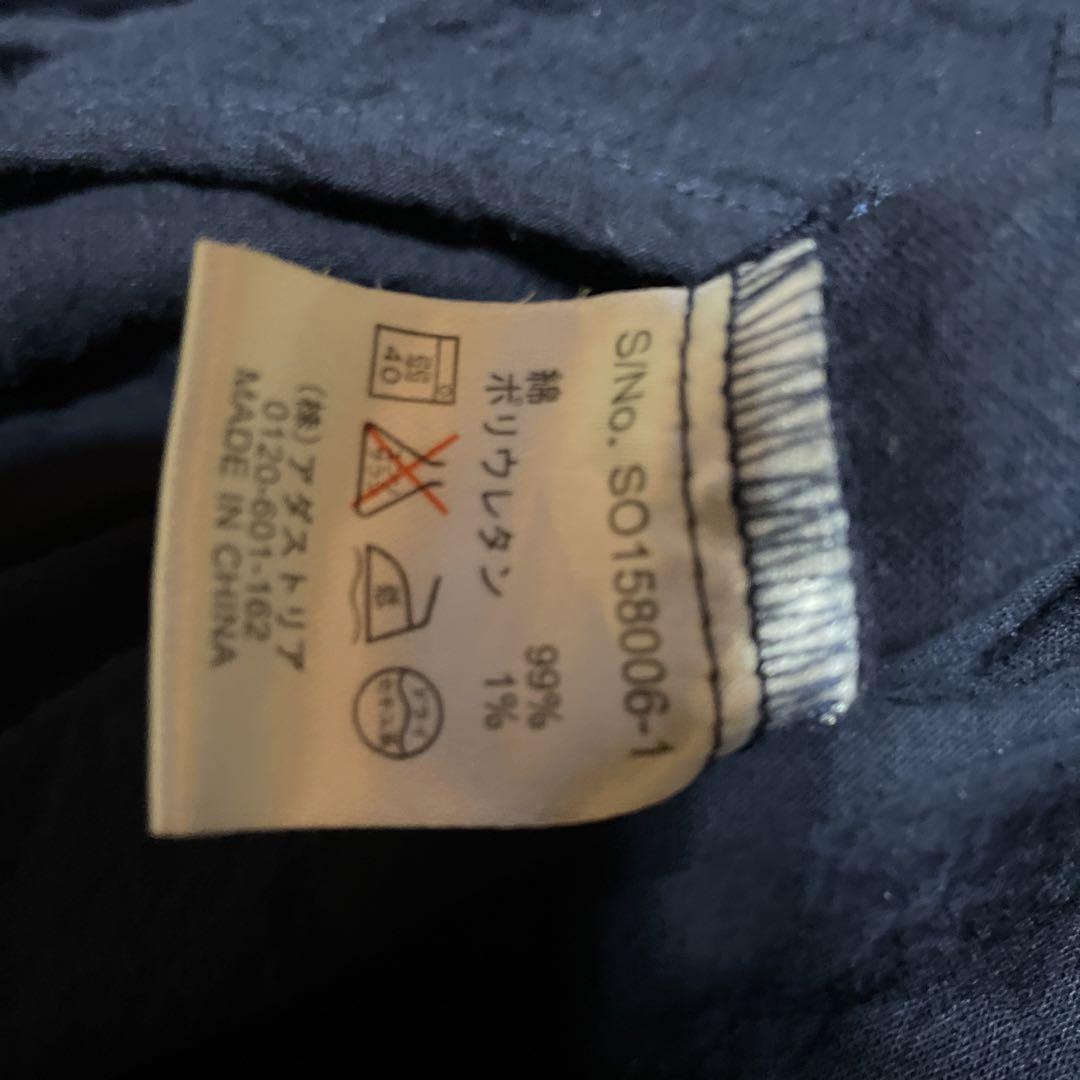 S/No. SO158006-1
綿 99%
ポリウレタン 1%
40
低
(株)アダストリア
0120-601-162
MADE IN CHINA